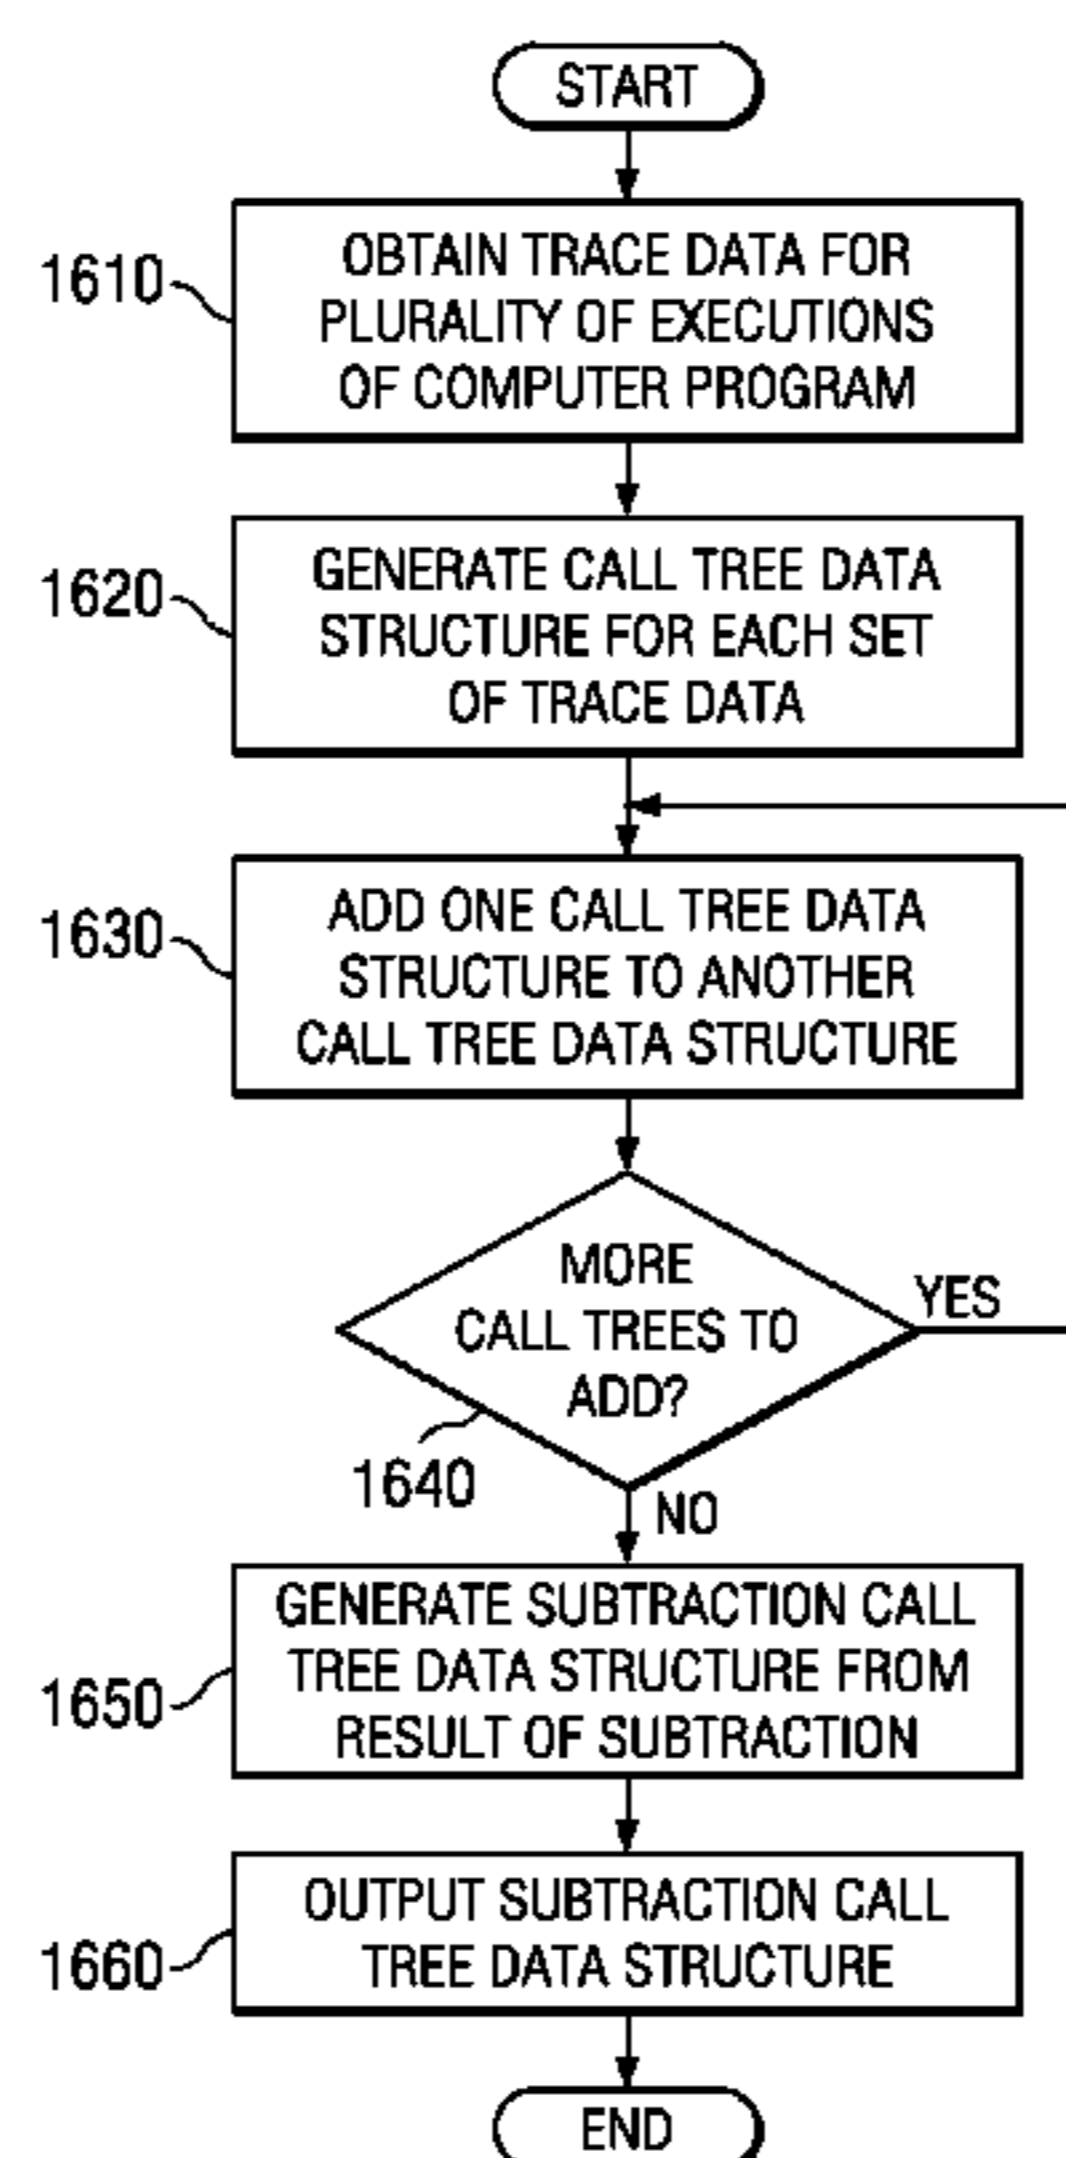 START
1610
OBTAIN TRACE DATA FOR
PLURALITY OF EXECUTIONS
OF COMPUTER PROGRAM
1620
GENERATE CALL TREE DATA
STRUCTURE FOR EACH SET
OF TRACE DATA
1630
ADD ONE CALL TREE DATA
STRUCTURE TO ANOTHER
CALL TREE DATA STRUCTURE
MORE
CALL TREES TO
ADD?
YES
1640
NO
1650
GENERATE SUBTRACTION CALL
TREE DATA STRUCTURE FROM
RESULT OF SUBTRACTION
1660
OUTPUT SUBTRACTION CALL
TREE DATA STRUCTURE
END